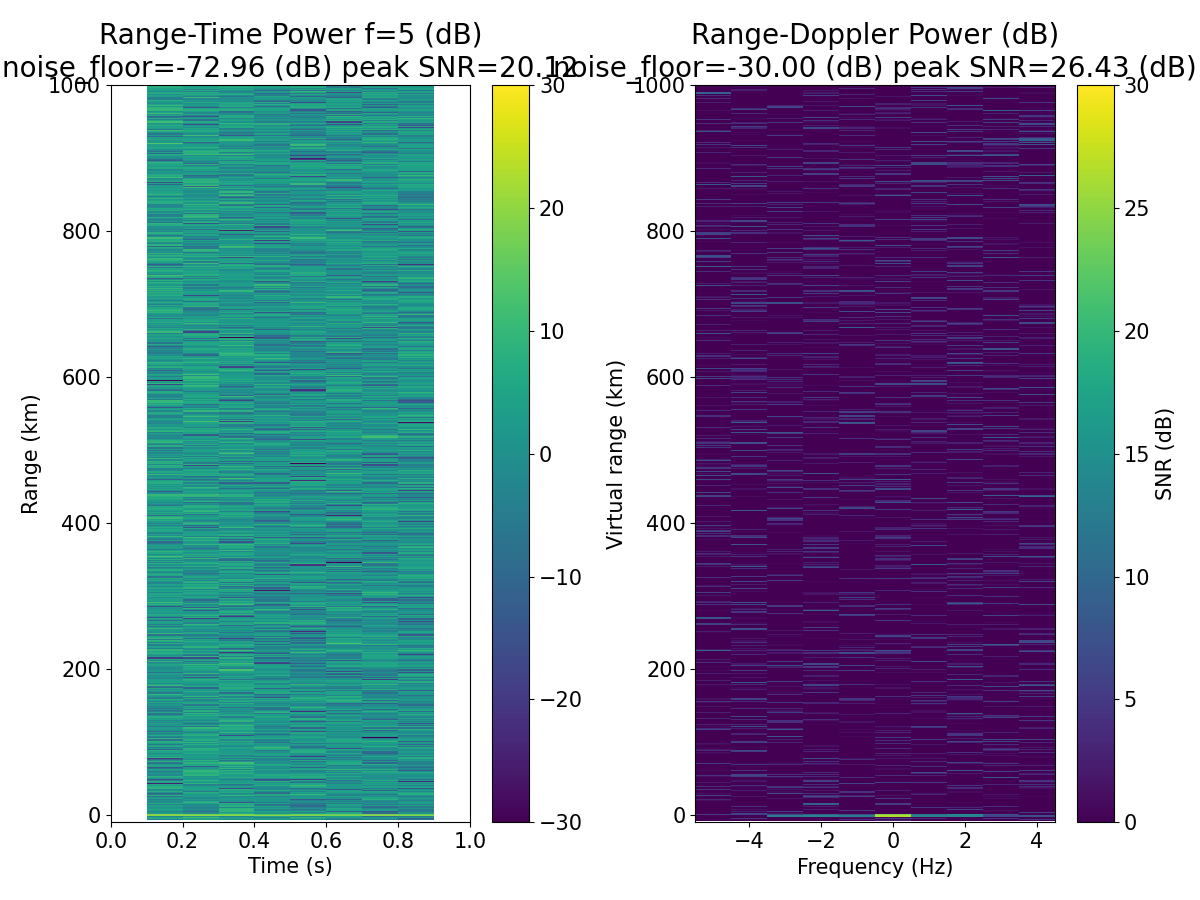 Range-Time Power f=5 (dB)
noise_floor=-72.96 (dB) peak SNR=20.12
Range-Doppler Power (dB)
noise_floor=-30.00 (dB) peak SNR=26.43 (dB)
Range (km)
1000
800
600
400
200
0
0.0 0.2 0.4 0.6 0.8 1.0
Time (s)
30
20
10
0
−10
−20
−30
Virtual range (km)
1000
800
600
400
200
0
−4 −2 0 2 4
Frequency (Hz)
30
25
20
15
10
5
0
SNR (dB)